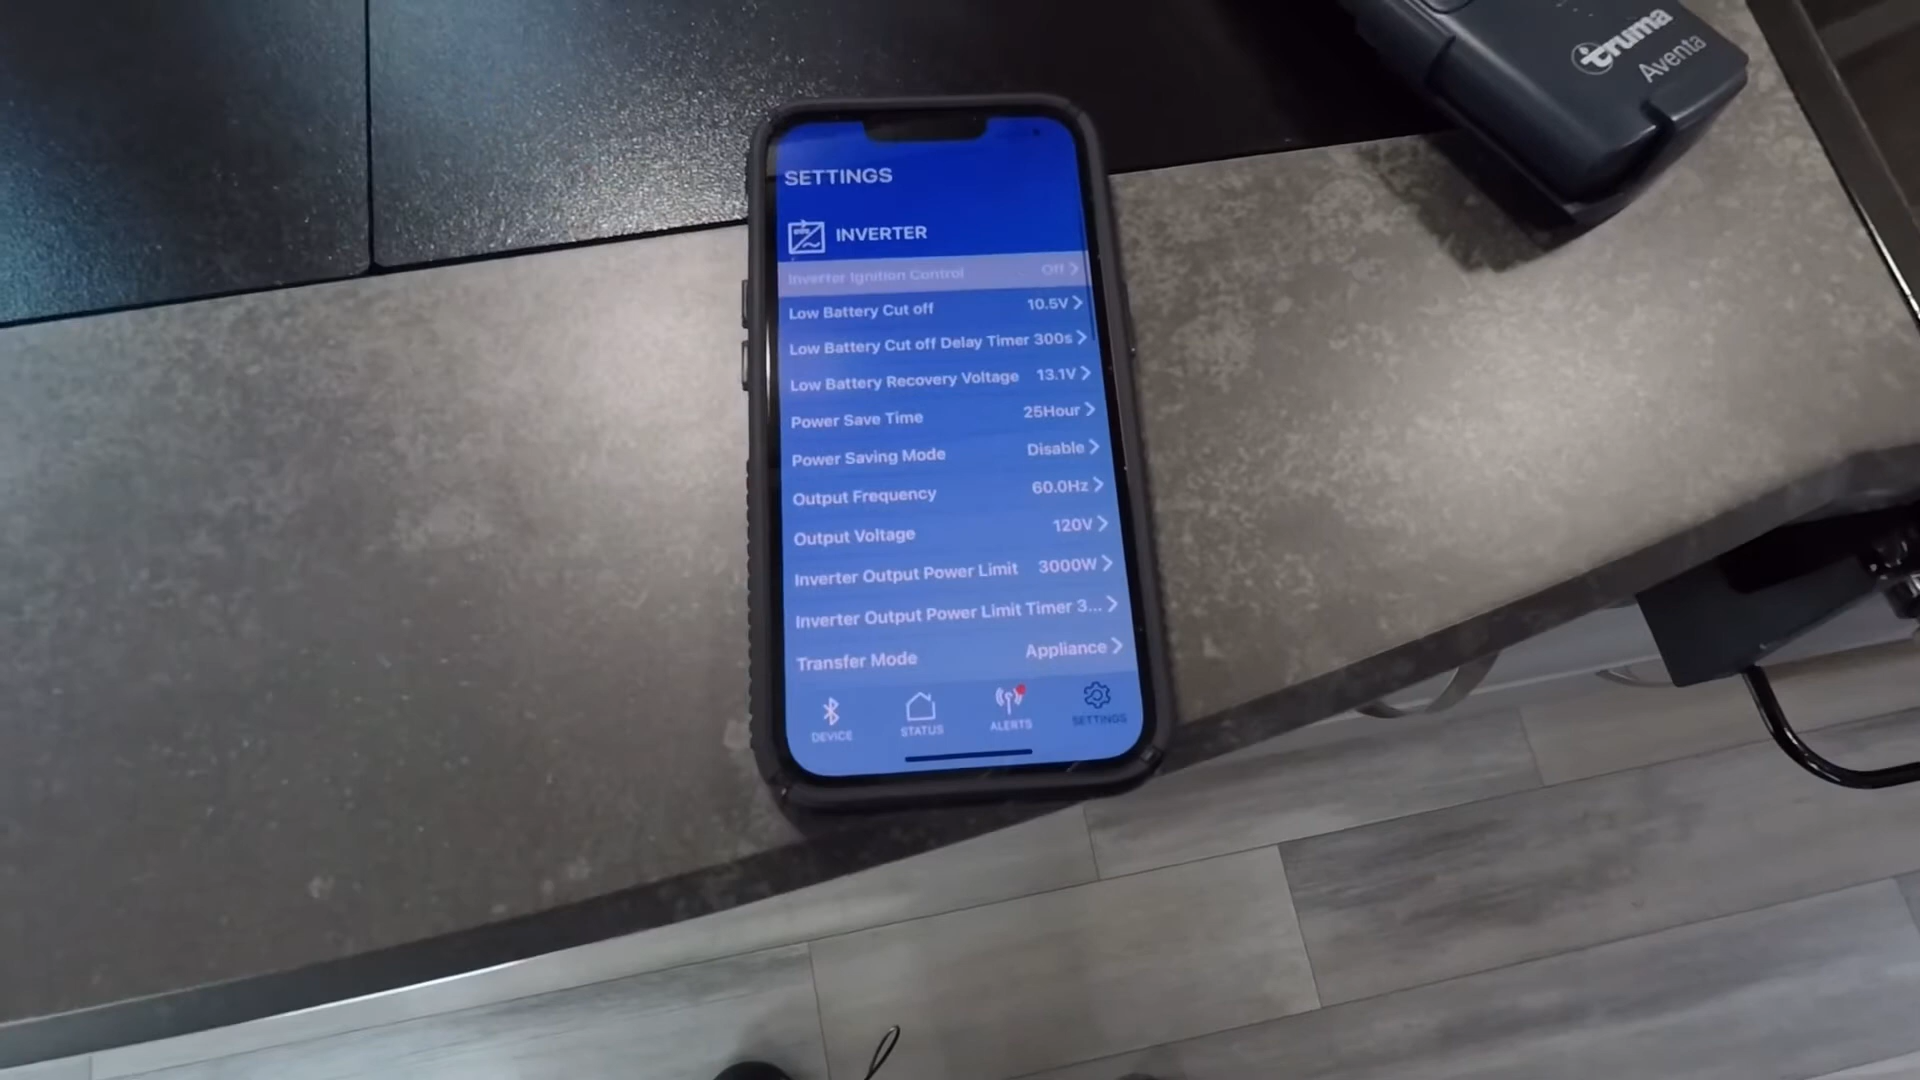 truma
Aventa
SETTINGS
INVERTER
Inverter Ignition Control Off
Low Battery Cut off 10.5V
Low Battery Cut off Delay Timer 300s
Low Battery Recovery Voltage 13.1V
Power Save Time 25Hour
Power Saving Mode Disable
Output Frequency 60.0Hz
Output Voltage 120V
Inverter Output Power Limit 3000W
Inverter Output Power Limit Timer 3...
Transfer Mode Appliance
DEVICE STATUS ALERTS SETTINGS